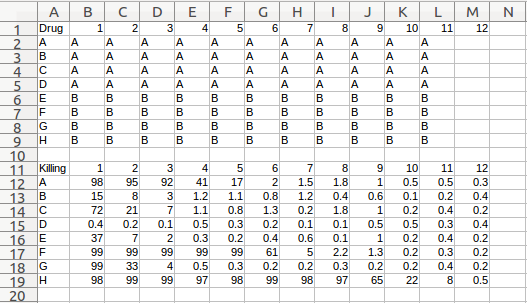 A B C D E F G H I J K L M N
1 Drug 1 2 3 4 5 6 7 8 9 10 11 12
2 A A A A A A A A A A A A
3 B A A A A A A A A A A A
4 C A A A A A A A A A A A
5 D A A A A A A A A A A A
6 E B B B B B B B B B B B
7 F B B B B B B B B B B B
8 G B B B B B B B B B B B
9 H B B B B B B B B B B B
10
11 Killing 1 2 3 4 5 6 7 8 9 10 11 12
12 A 98 95 92 41 17 2 1.5 1.8 1 0.5 0.5 0.3
13 B 15 8 3 1.2 1.1 0.8 1.2 0.4 0.6 0.1 0.2 0.4
14 C 72 21 7 1.1 0.8 1.3 0.2 1.8 1 0.2 0.4 0.2
15 D 0.4 0.2 0.1 0.5 0.3 0.2 0.1 0.1 0.5 0.5 0.3 0.4
16 E 37 7 2 0.3 0.2 0.4 0.6 0.1 1 0.2 0.4 0.2
17 F 99 99 99 99 99 61 5 2.2 1.3 0.2 0.3 0.2
18 G 99 33 4 0.5 0.3 0.2 0.2 0.3 0.2 0.2 0.4 0.2
19 H 98 99 99 97 98 99 98 97 65 22 8 0.5
20